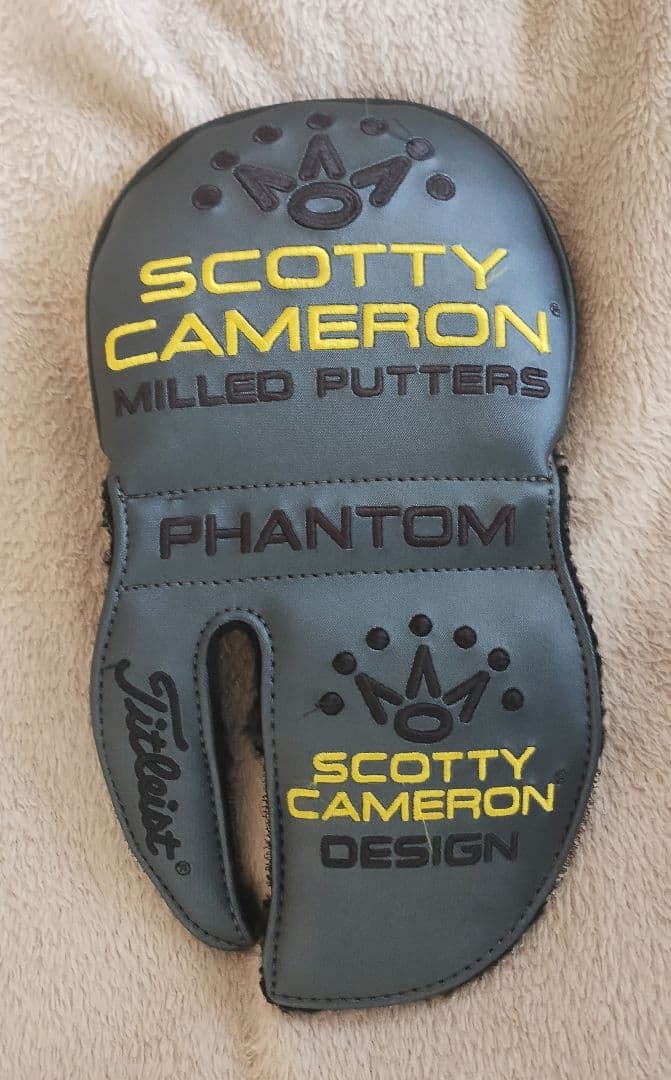 SCOTTY
CAMERON®
MILLED PUTTERS
PHANTOM
Titleist®
SCOTTY
CAMERON®
DESIGN